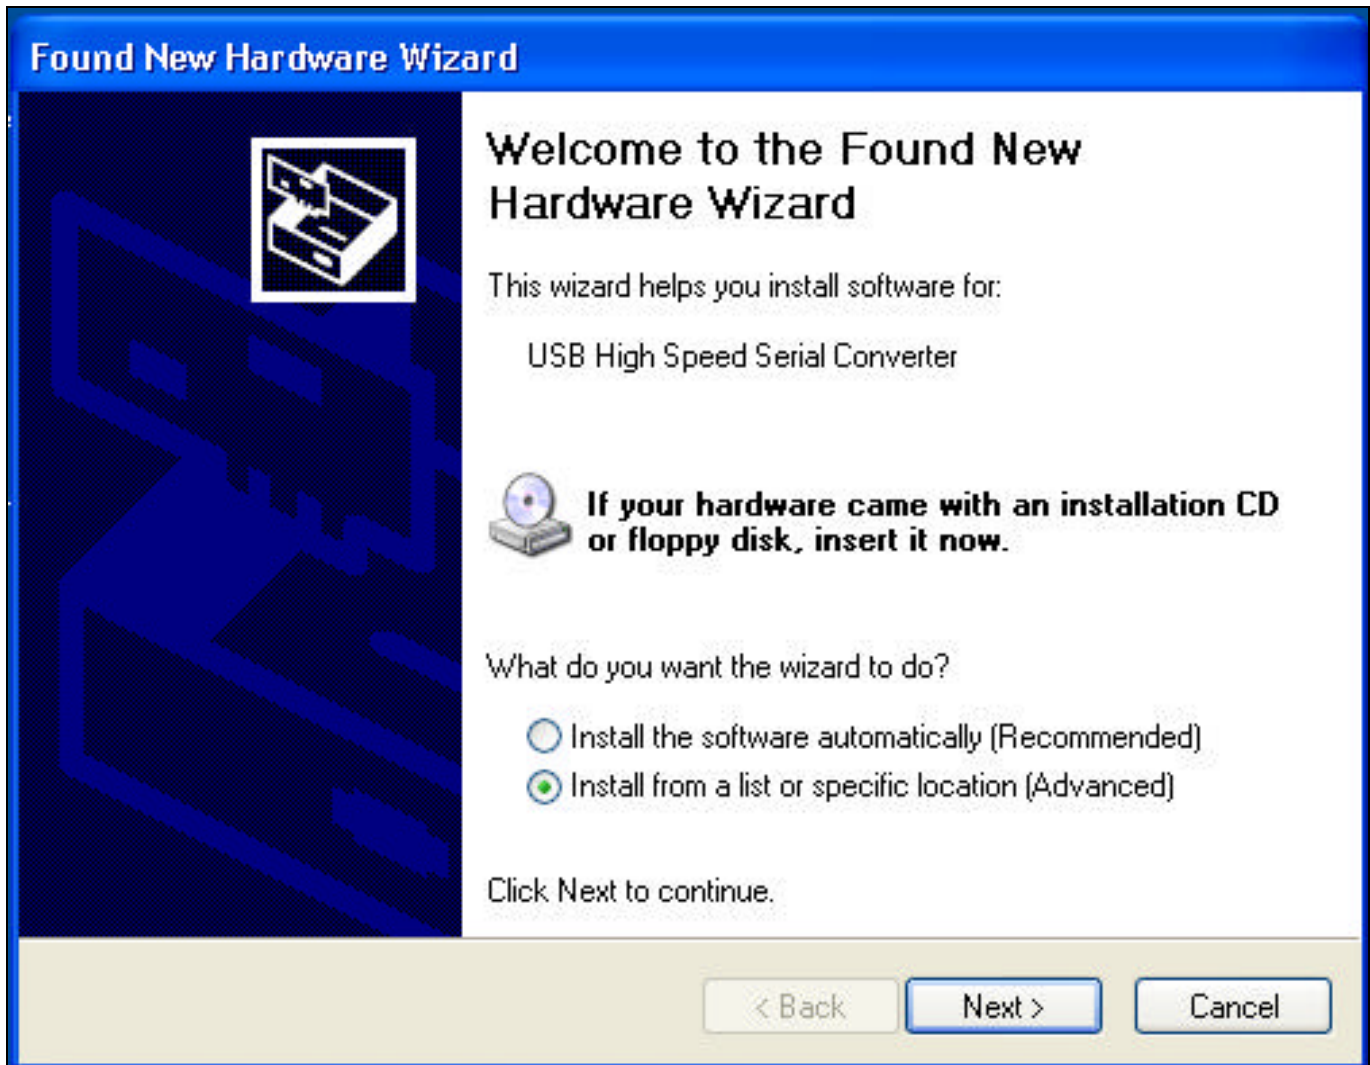 Found New Hardware Wizard
Welcome to the Found New
Hardware Wizard
This wizard helps you install software for:
USB High Speed Serial Converter
If your hardware came with an installation CD
or floppy disk, insert it now.
What do you want the wizard to do?
Install the software automatically (Recommended)
Install from a list or specific location (Advanced)
Click Next to continue.
< Back Next > Cancel